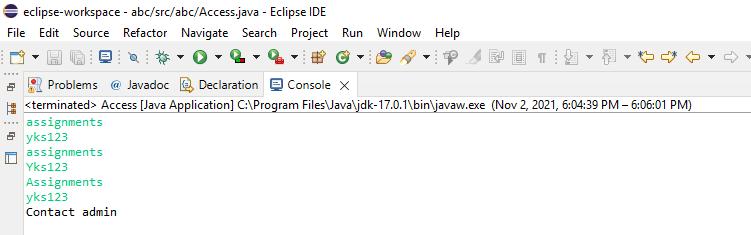 eclipse-workspace - abc/src/abc/Access.java - Eclipse IDE
File Edit Source Refactor Navigate Search Project Run Window Help
Problems @ Javadoc Declaration Console
<terminated> Access [Java Application] C:\Program Files\Java\jdk-17.0.1\bin\javaw.exe (Nov 2, 2021, 6:04:39 PM – 6:06:01 PM)
assignments
yks123
assignments
Yks123
Assignments
yks123
Contact admin